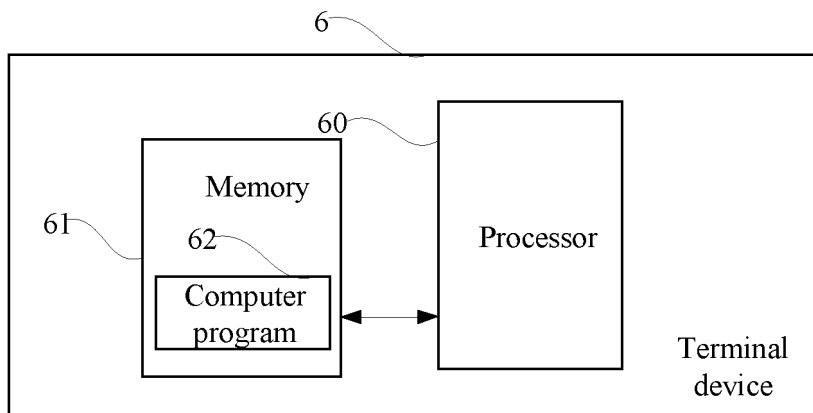 6
60
Memory
61
62
Processor
Computer
program
Terminal
device